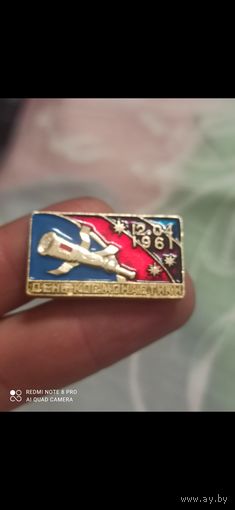 12·04
1961
ДЕНЬ КОСМОНАВТИКИ
REDMI NOTE 8 PRO
AI QUAD CAMERA
www.ay.by